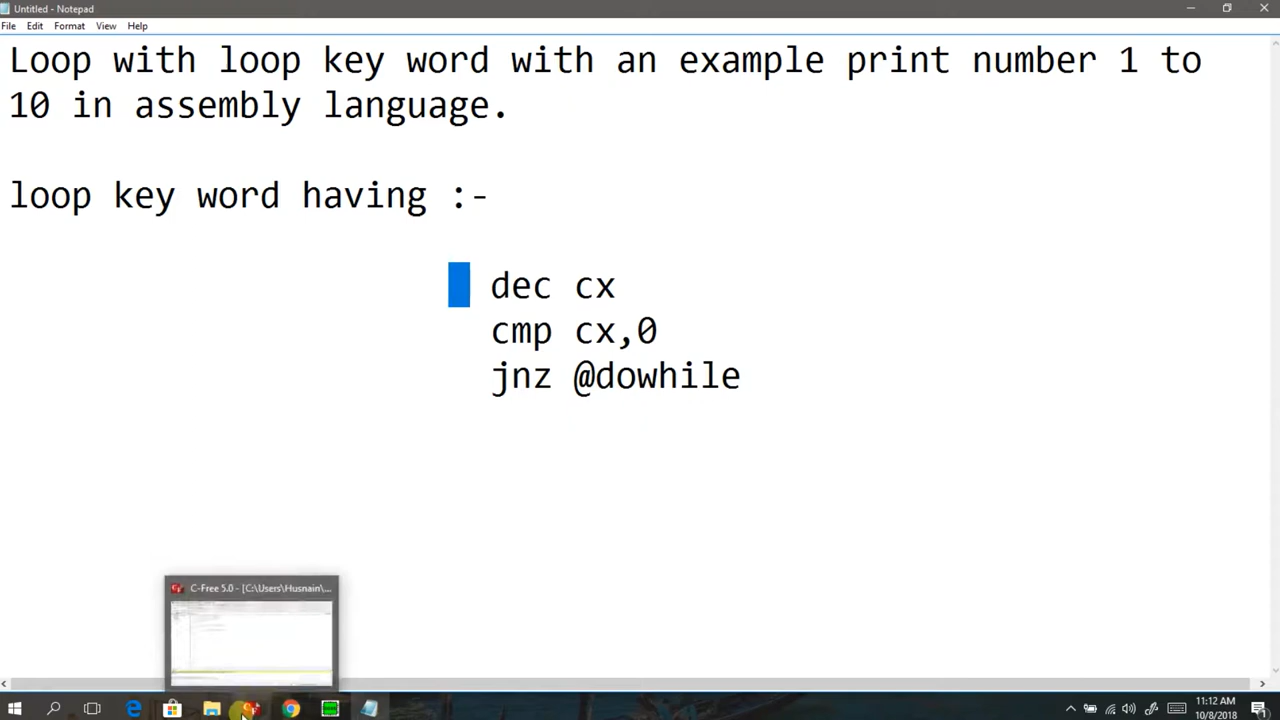 Untitled - Notepad
File Edit Format View Help
Loop with loop key word with an example print number 1 to
10 in assembly language.
loop key word having :-
dec cx
cmp cx,0
jnz @dowhile
C-Free 5.0 - [C:\Users\Husnain\...
11:12 AM
10/8/2018